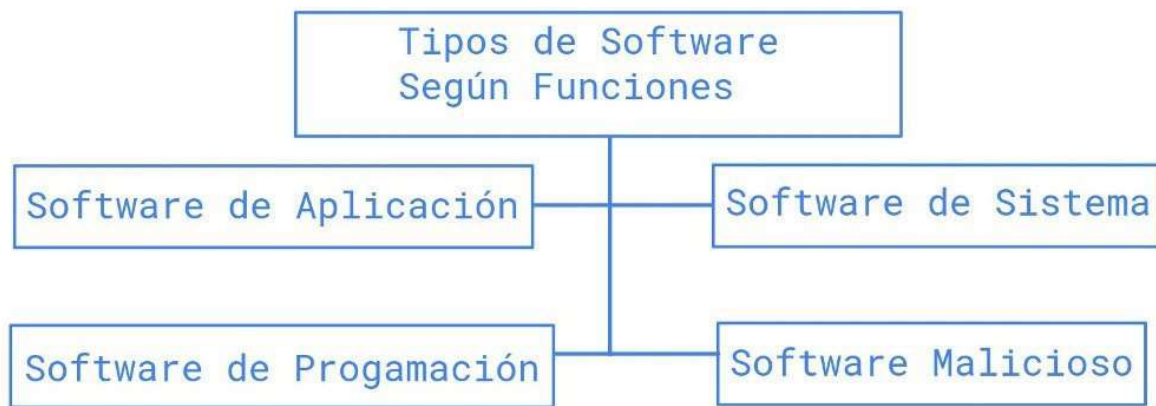 Tipos de Software
Según Funciones
Software de Aplicación
Software de Sistema
Software de Progamación
Software Malicioso